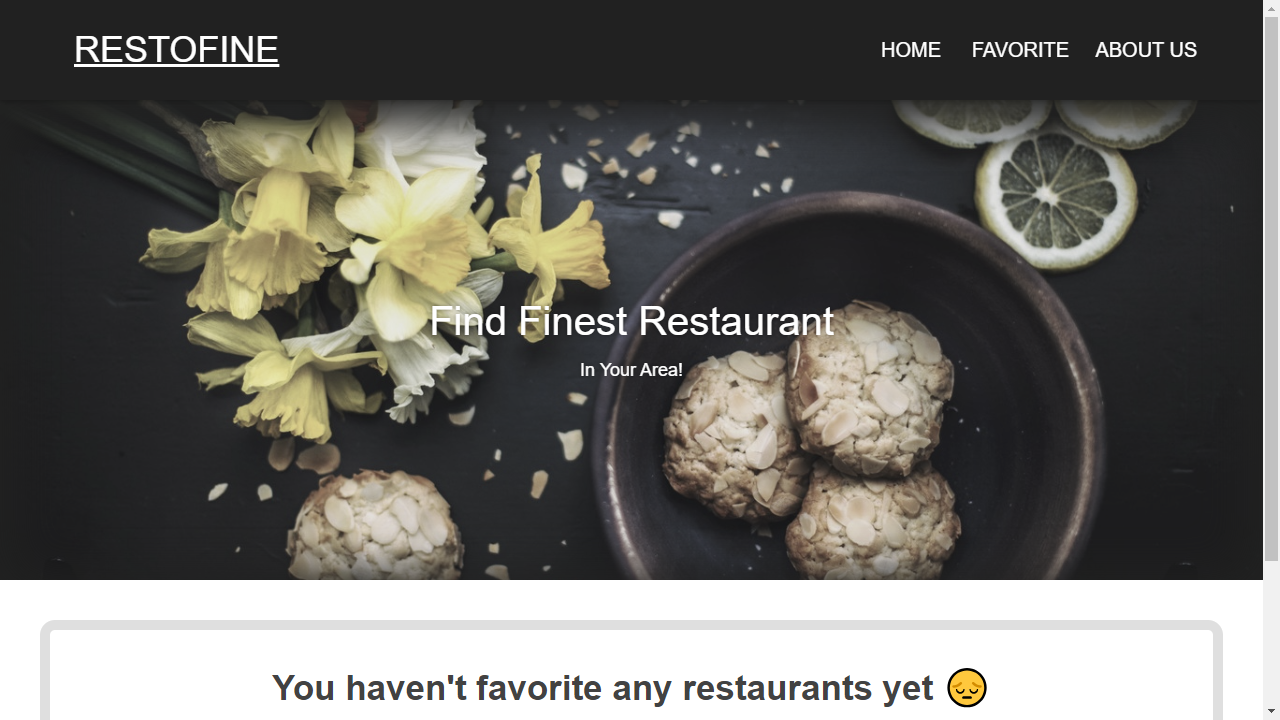 RESTOFINE
HOME FAVORITE ABOUT US
Find Finest Restaurant
In Your Area!
You haven't favorite any restaurants yet 😔